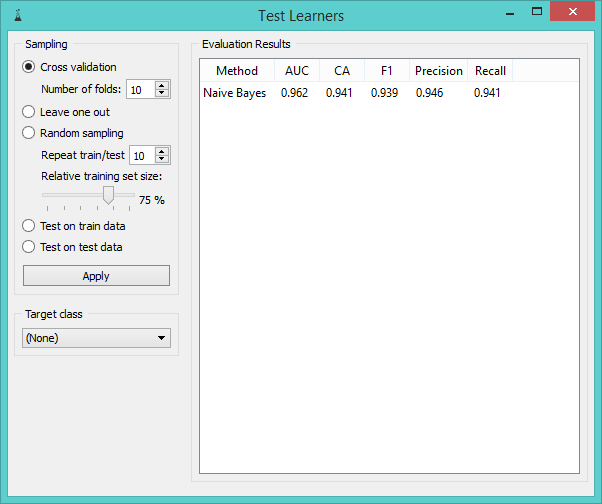 Test Learners
Sampling
Cross validation
Number of folds: 10
Leave one out
Random sampling
Repeat train/test 10
Relative training set size:
75 %
Test on train data
Test on test data
Apply
Target class
(None)
Evaluation Results
Method AUC CA F1 Precision Recall
Naive Bayes 0.962 0.941 0.939 0.946 0.941